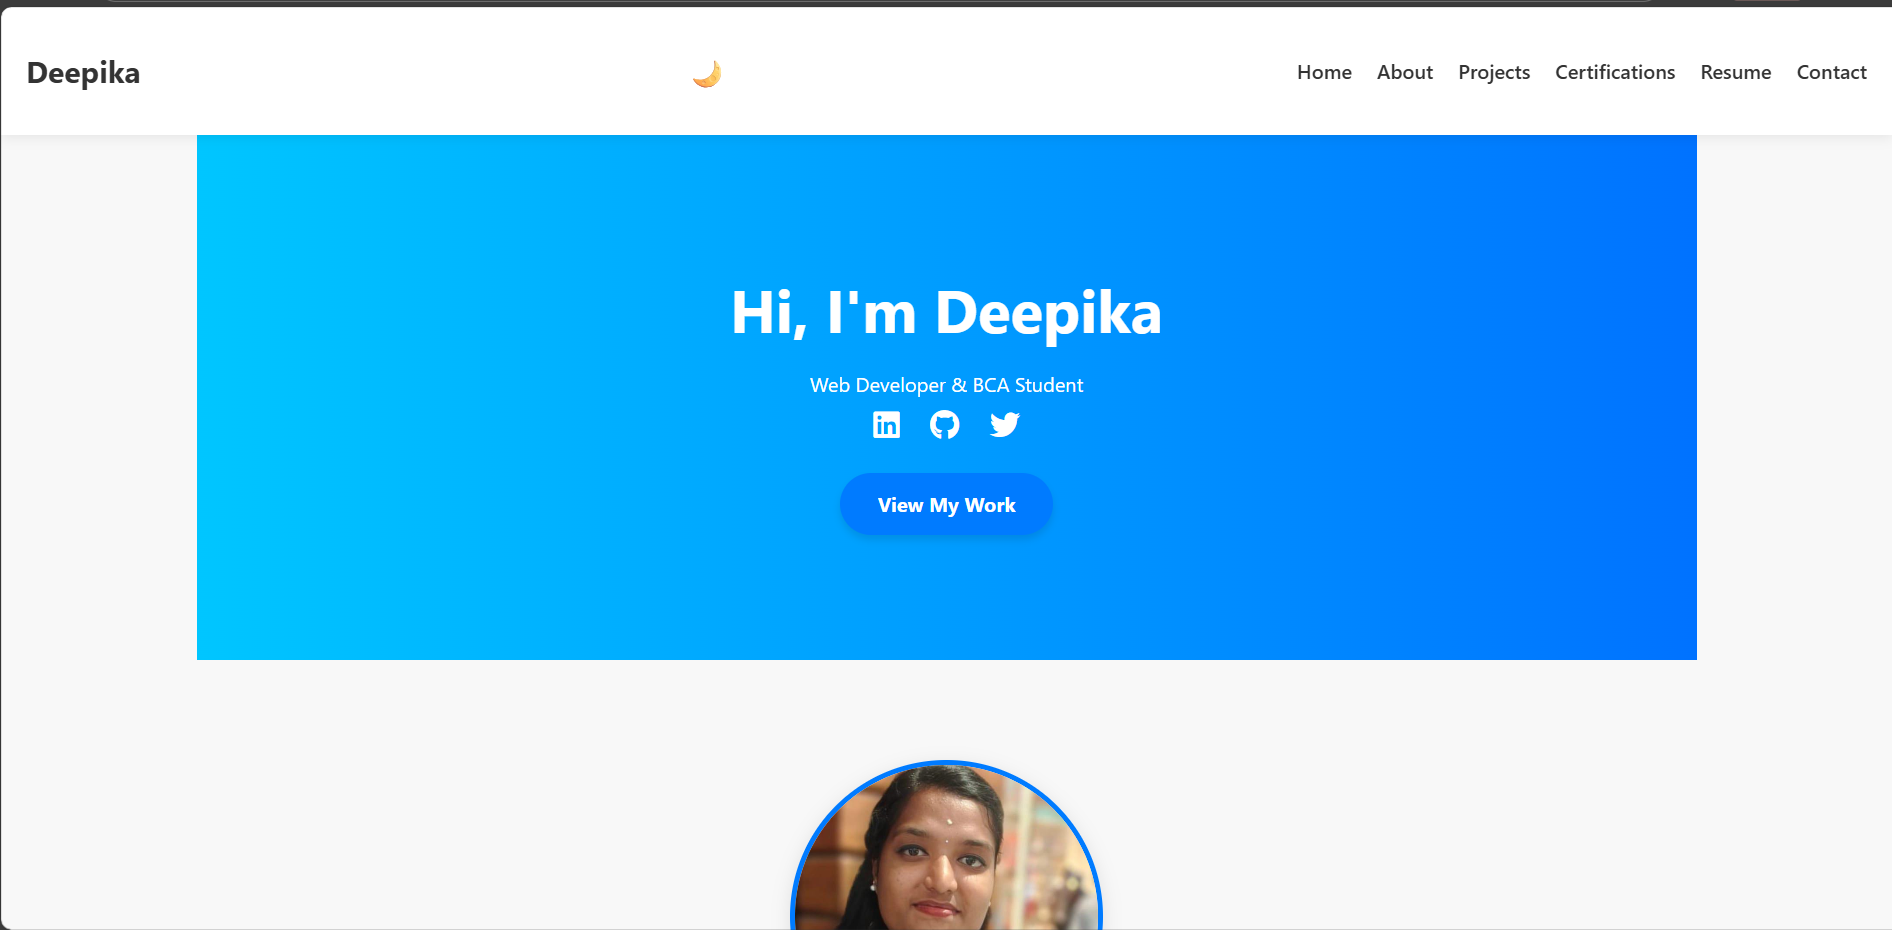 Deepika
Home About Projects Certifications Resume Contact
Hi, I'm Deepika
Web Developer & BCA Student
View My Work